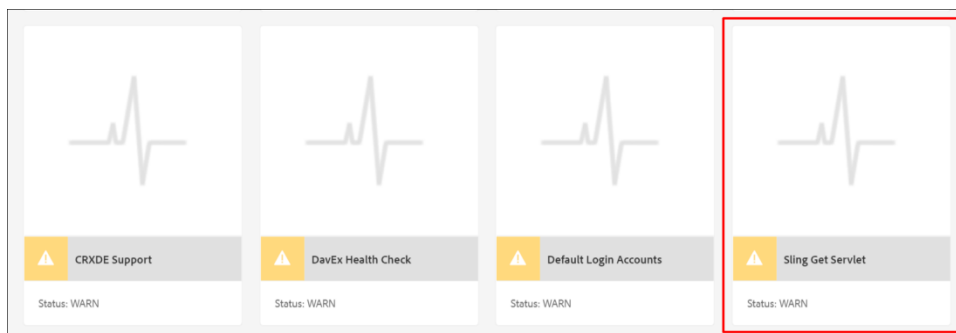 CRXDE Support
DavEx Health Check
Default Login Accounts
Sling Get Servlet
Status: WARN
Status: WARN
Status: WARN
Status: WARN